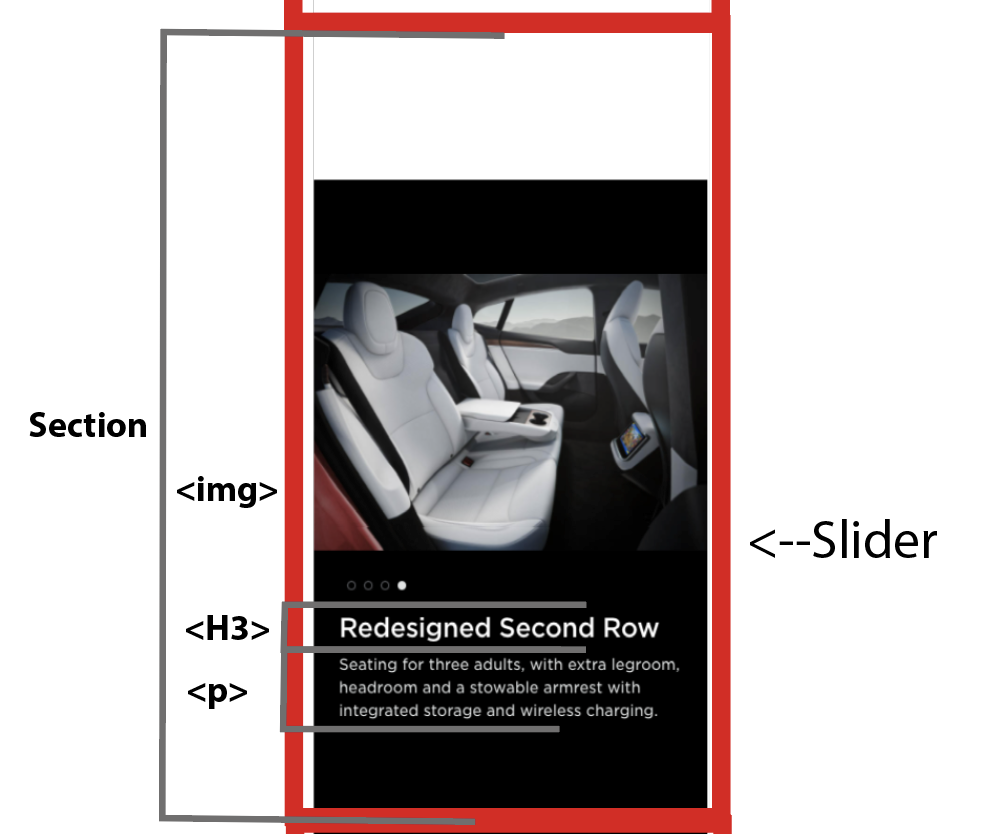 Section
<img>
<--Slider
<H3>
Redesigned Second Row
<p>
Seating for three adults, with extra legroom,
headroom and a stowable armrest with
integrated storage and wireless charging.